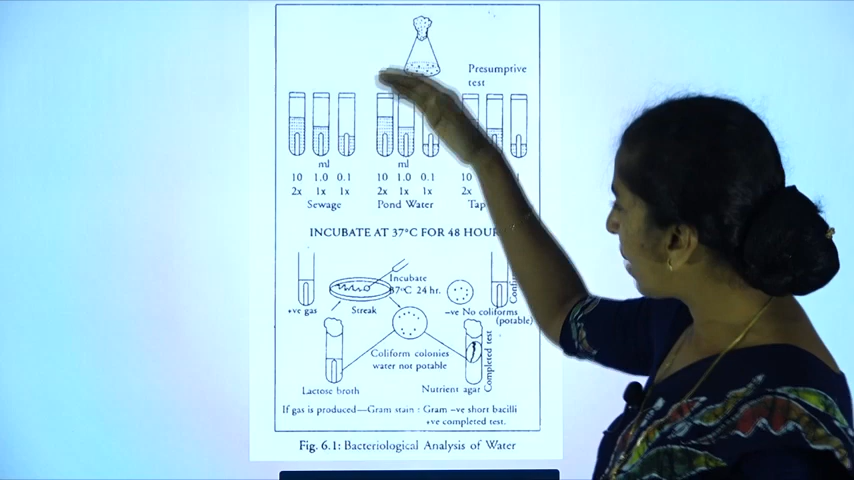 Presumptive
test
ml ml
10 1.0 0.1 10 1.0 0.1 10
2x 1x 1x 2x 1x 1x 2x
Sewage Pond Water
INCUBATE AT 37°C FOR 48
Incubate
37°C 24 hr.
+ve gas Streak −ve No coliforms
(potable)
Coliform colonies
water not potable
Completed test
Lactose broth Nutrient agar
If gas is produced—Gram stain : Gram −ve short bacilli
+ve completed test.
Fig. 6.1: Bacteriological Analysis of Water